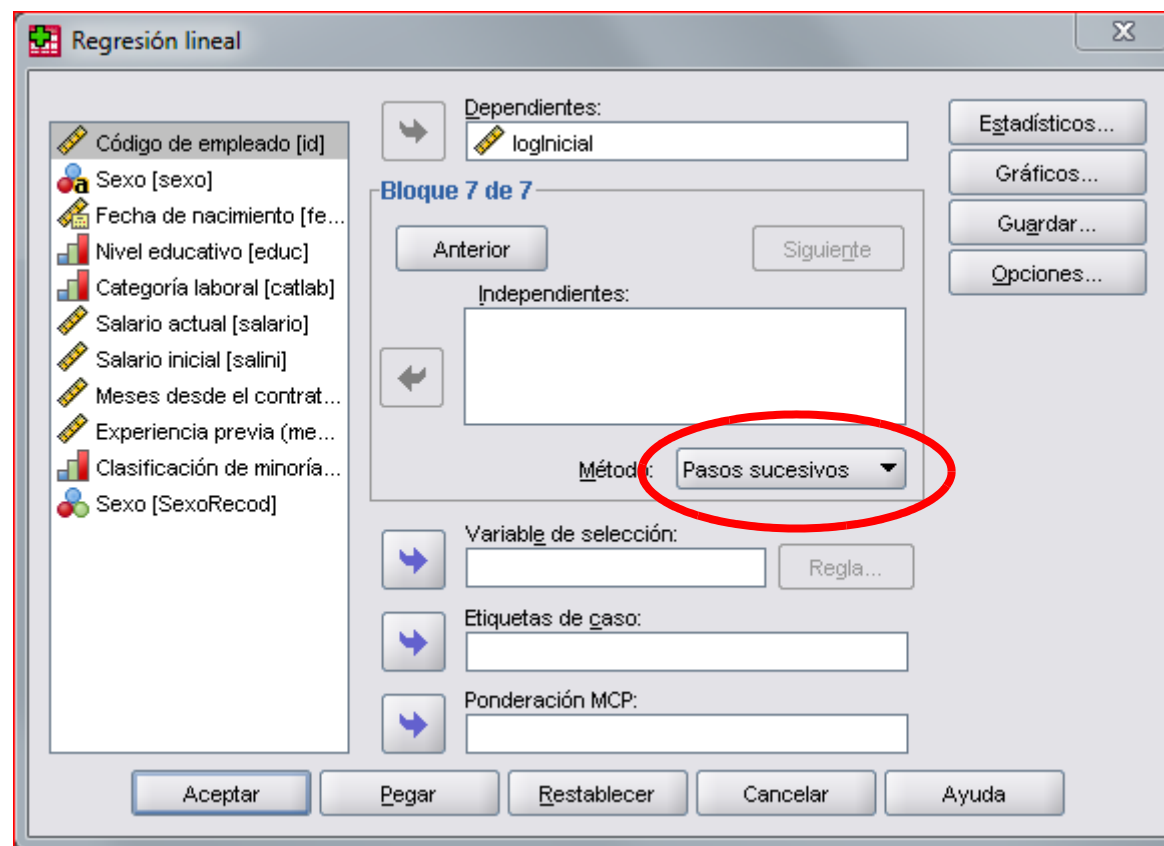 Regresión lineal
Código de empleado [id]
Sexo [sexo]
Fecha de nacimiento [fe...
Nivel educativo [educ]
Categoría laboral [catlab]
Salario actual [salario]
Salario inicial [salini]
Meses desde el contrat...
Experiencia previa (me...
Clasificación de minoría...
Sexo [SexoRecod]
Dependientes:
logInicial
Bloque 7 de 7
Anterior
Siguiente
Independientes:
Método: Pasos sucesivos
Variable de selección:
Regla...
Etiquetas de caso:
Ponderación MCP:
Estadísticos...
Gráficos...
Guardar...
Opciones...
Aceptar Pegar Restablecer Cancelar Ayuda